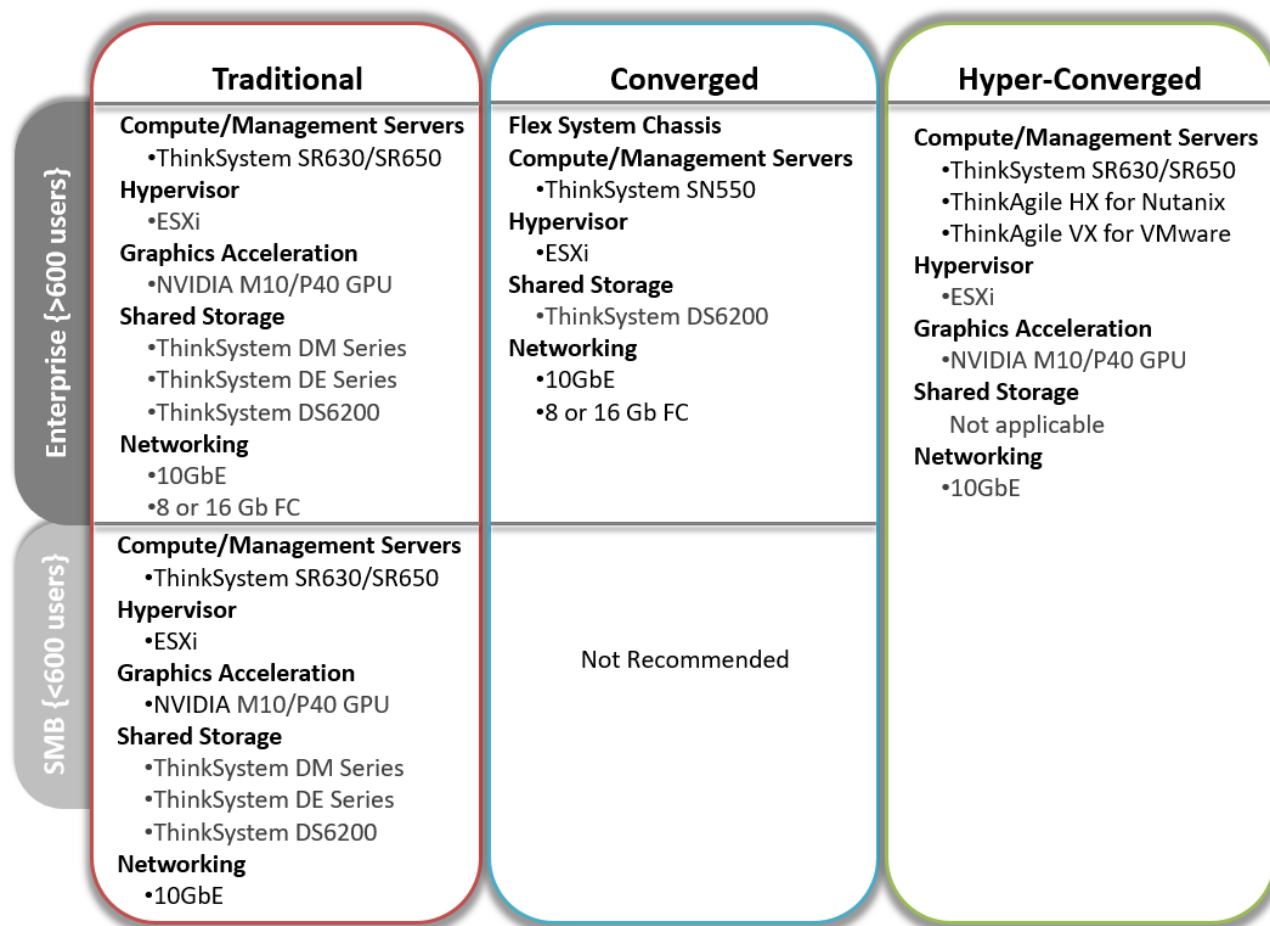 Traditional
Converged
Hyper-Converged
Enterprise {>600 users}
Compute/Management Servers
•ThinkSystem SR630/SR650
Hypervisor
•ESXi
Graphics Acceleration
•NVIDIA M10/P40 GPU
Shared Storage
•ThinkSystem DM Series
•ThinkSystem DE Series
•ThinkSystem DS6200
Networking
•10GbE
•8 or 16 Gb FC
Flex System Chassis
Compute/Management Servers
•ThinkSystem SN550
Hypervisor
•ESXi
Shared Storage
•ThinkSystem DS6200
Networking
•10GbE
•8 or 16 Gb FC
Compute/Management Servers
•ThinkSystem SR630/SR650
•ThinkAgile HX for Nutanix
•ThinkAgile VX for VMware
Hypervisor
•ESXi
Graphics Acceleration
•NVIDIA M10/P40 GPU
Shared Storage
Not applicable
Networking
•10GbE
SMB {<600 users}
Compute/Management Servers
•ThinkSystem SR630/SR650
Hypervisor
•ESXi
Graphics Acceleration
•NVIDIA M10/P40 GPU
Shared Storage
•ThinkSystem DM Series
•ThinkSystem DE Series
•ThinkSystem DS6200
Networking
•10GbE
Not Recommended